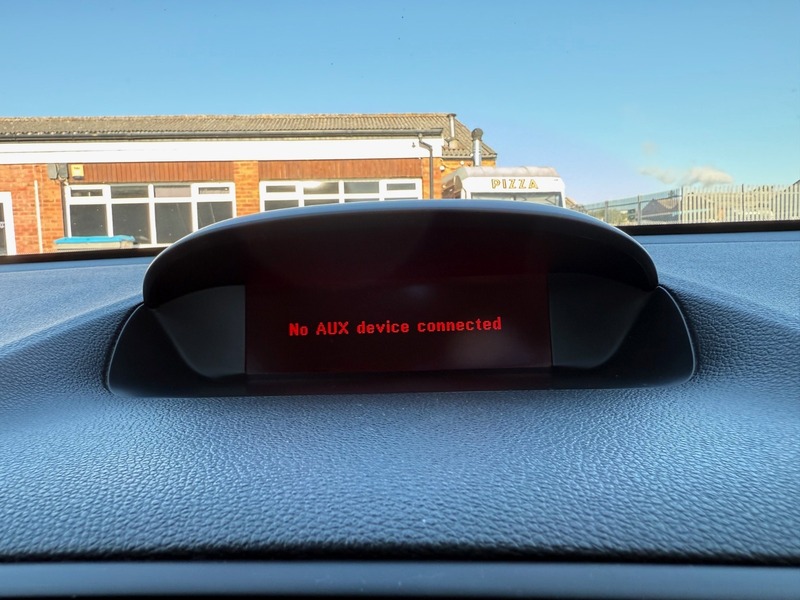 PIZZA
No AUX device connected